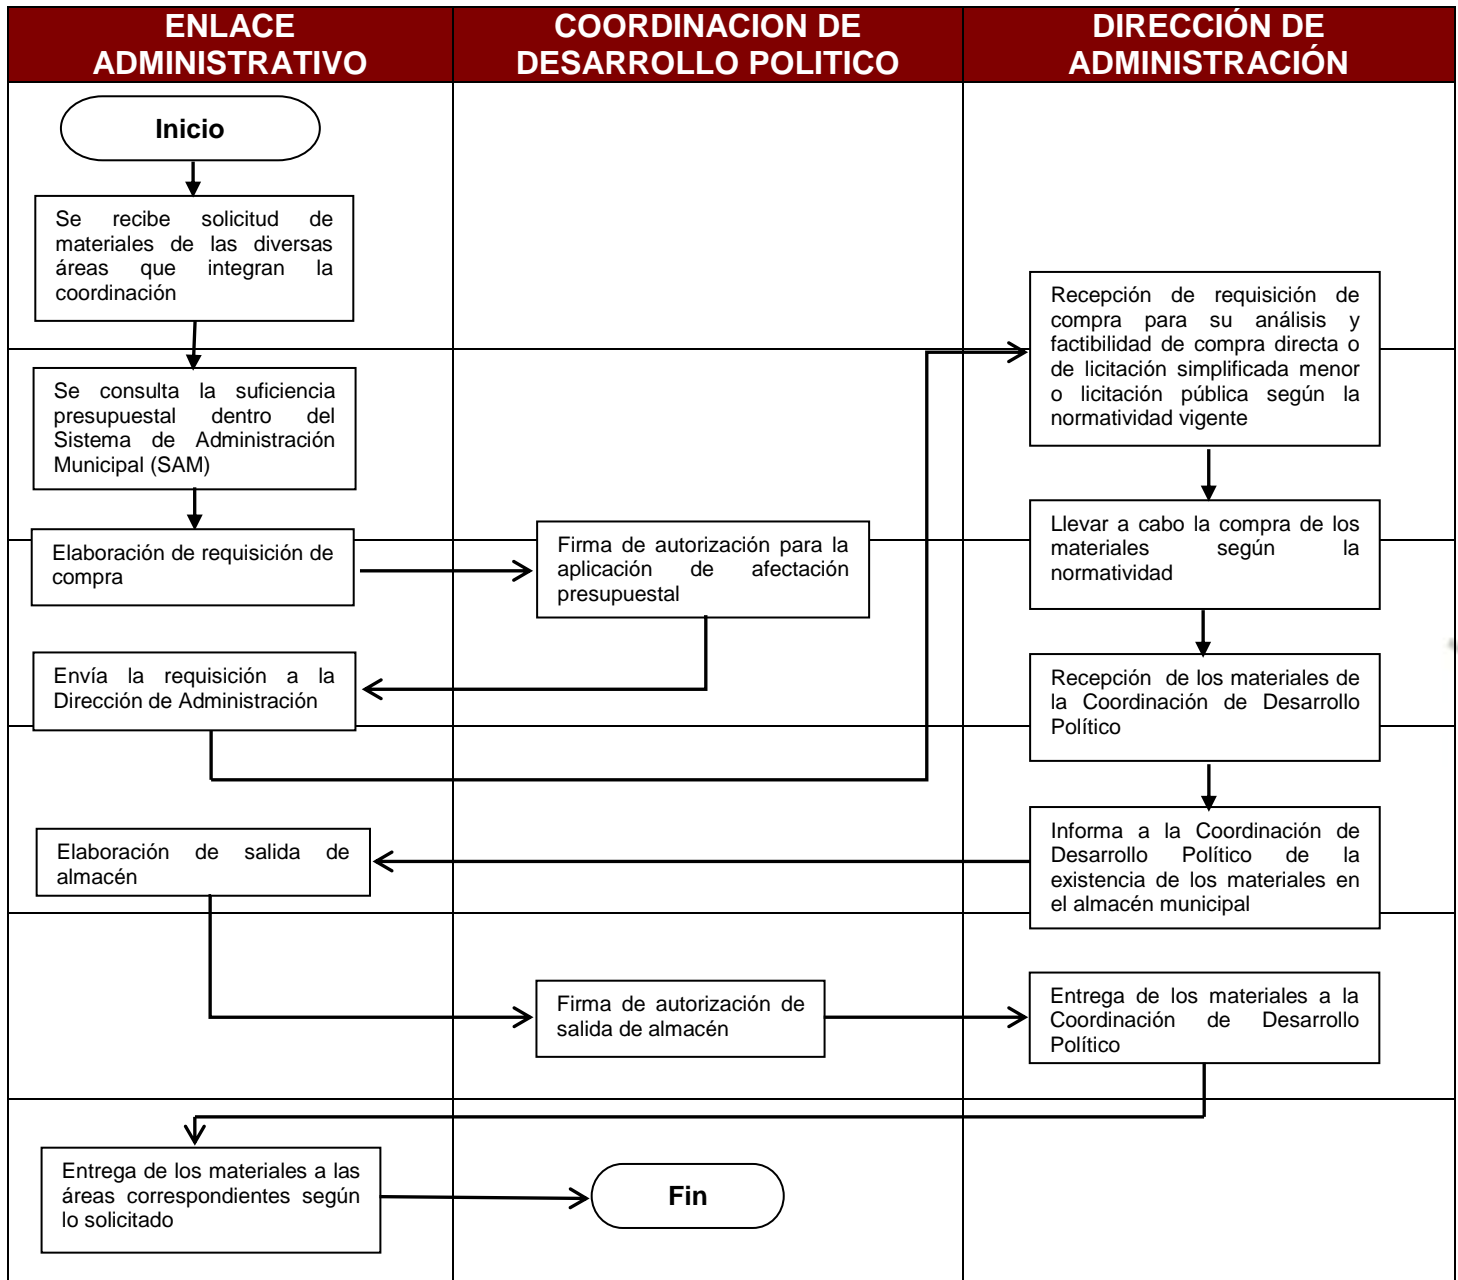 ENLACE
ADMINISTRATIVO
COORDINACION DE
DESARROLLO POLITICO
DIRECCIÓN DE
ADMINISTRACIÓN
Inicio
Se recibe solicitud de
materiales de las diversas
áreas que integran la
coordinación
Se consulta la suficiencia
presupuestal dentro del
Sistema de Administración
Municipal (SAM)
Elaboración de requisición de
compra
Firma de autorización para la
aplicación de afectación
presupuestal
Envía la requisición a la
Dirección de Administración
Recepción de requisición de
compra para su análisis y
factibilidad de compra directa o
de licitación simplificada menor
o licitación pública según la
normatividad vigente
Llevar a cabo la compra de los
materiales según la
normatividad
Recepción de los materiales de
la Coordinación de Desarrollo
Político
Informa a la Coordinación de
Desarrollo Político de la
existencia de los materiales en
el almacén municipal
Elaboración de salida de
almacén
Firma de autorización de
salida de almacén
Entrega de los materiales a la
Coordinación de Desarrollo
Político
Entrega de los materiales a las
áreas correspondientes según
lo solicitado
Fin